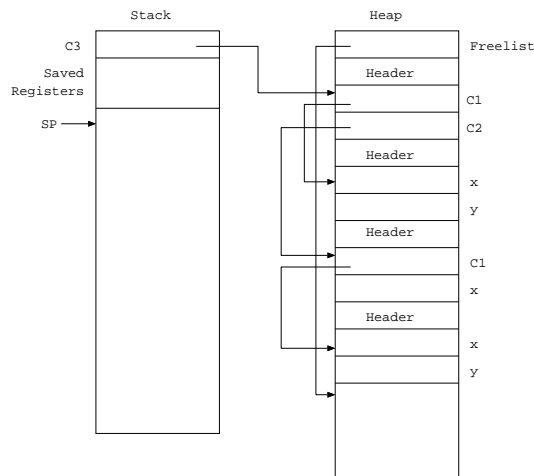 Stack
Heap
C3
Freelist
Saved
Registers
Header
C1
SP
C2
Header
x
y
Header
C1
x
Header
x
y